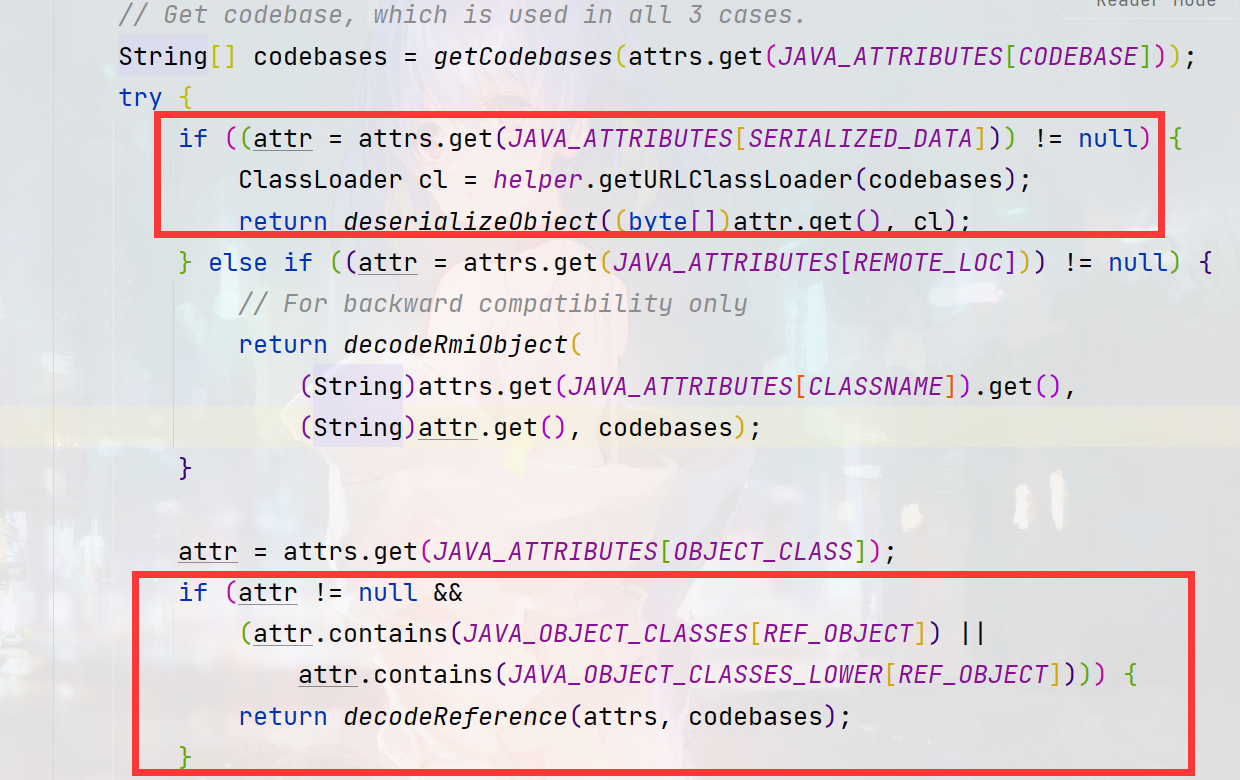 Reader Mode
// Get codebase, which is used in all 3 cases.
String[] codebases = getCodebases(attrs.get(JAVA_ATTRIBUTES[CODEBASE]));
try {
if ((attr = attrs.get(JAVA_ATTRIBUTES[SERIALIZED_DATA])) != null) {
ClassLoader cl = helper.getURLClassLoader(codebases);
return deserializeObject((byte[])attr.get(), cl);
} else if ((attr = attrs.get(JAVA_ATTRIBUTES[REMOTE_LOC])) != null) {
// For backward compatibility only
return decodeRmiObject(
(String)attrs.get(JAVA_ATTRIBUTES[CLASSNAME]).get(),
(String)attr.get(), codebases);
}
attr = attrs.get(JAVA_ATTRIBUTES[OBJECT_CLASS]);
if (attr != null &&
(attr.contains(JAVA_OBJECT_CLASSES[REF_OBJECT]) ||
attr.contains(JAVA_OBJECT_CLASSES_LOWER[REF_OBJECT]))) {
return decodeReference(attrs, codebases);
}